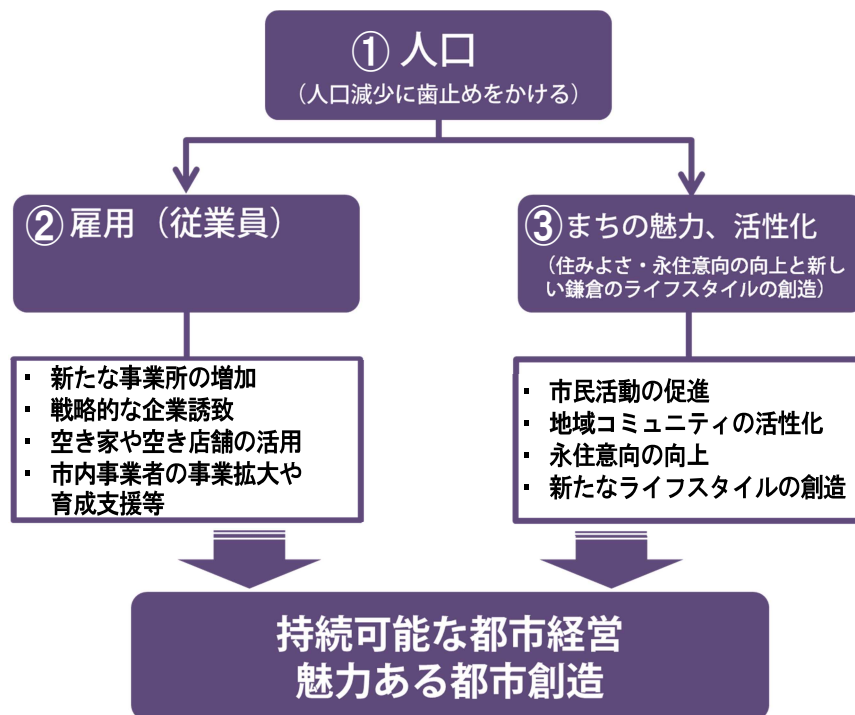 ① 人口
（人口減少に歯止めをかける）
② 雇用（従業員）
③ まちの魅力、活性化
（住みよさ・永住意向の向上と新し
い鎌倉のライフスタイルの創造）
▪ 新たな事業所の増加
▪ 戦略的な企業誘致
▪ 空き家や空き店舗の活用
▪ 市内事業者の事業拡大や
育成支援等
▪ 市民活動の促進
▪ 地域コミュニティの活性化
▪ 永住意向の向上
▪ 新たなライフスタイルの創造
持続可能な都市経営
魅力ある都市創造